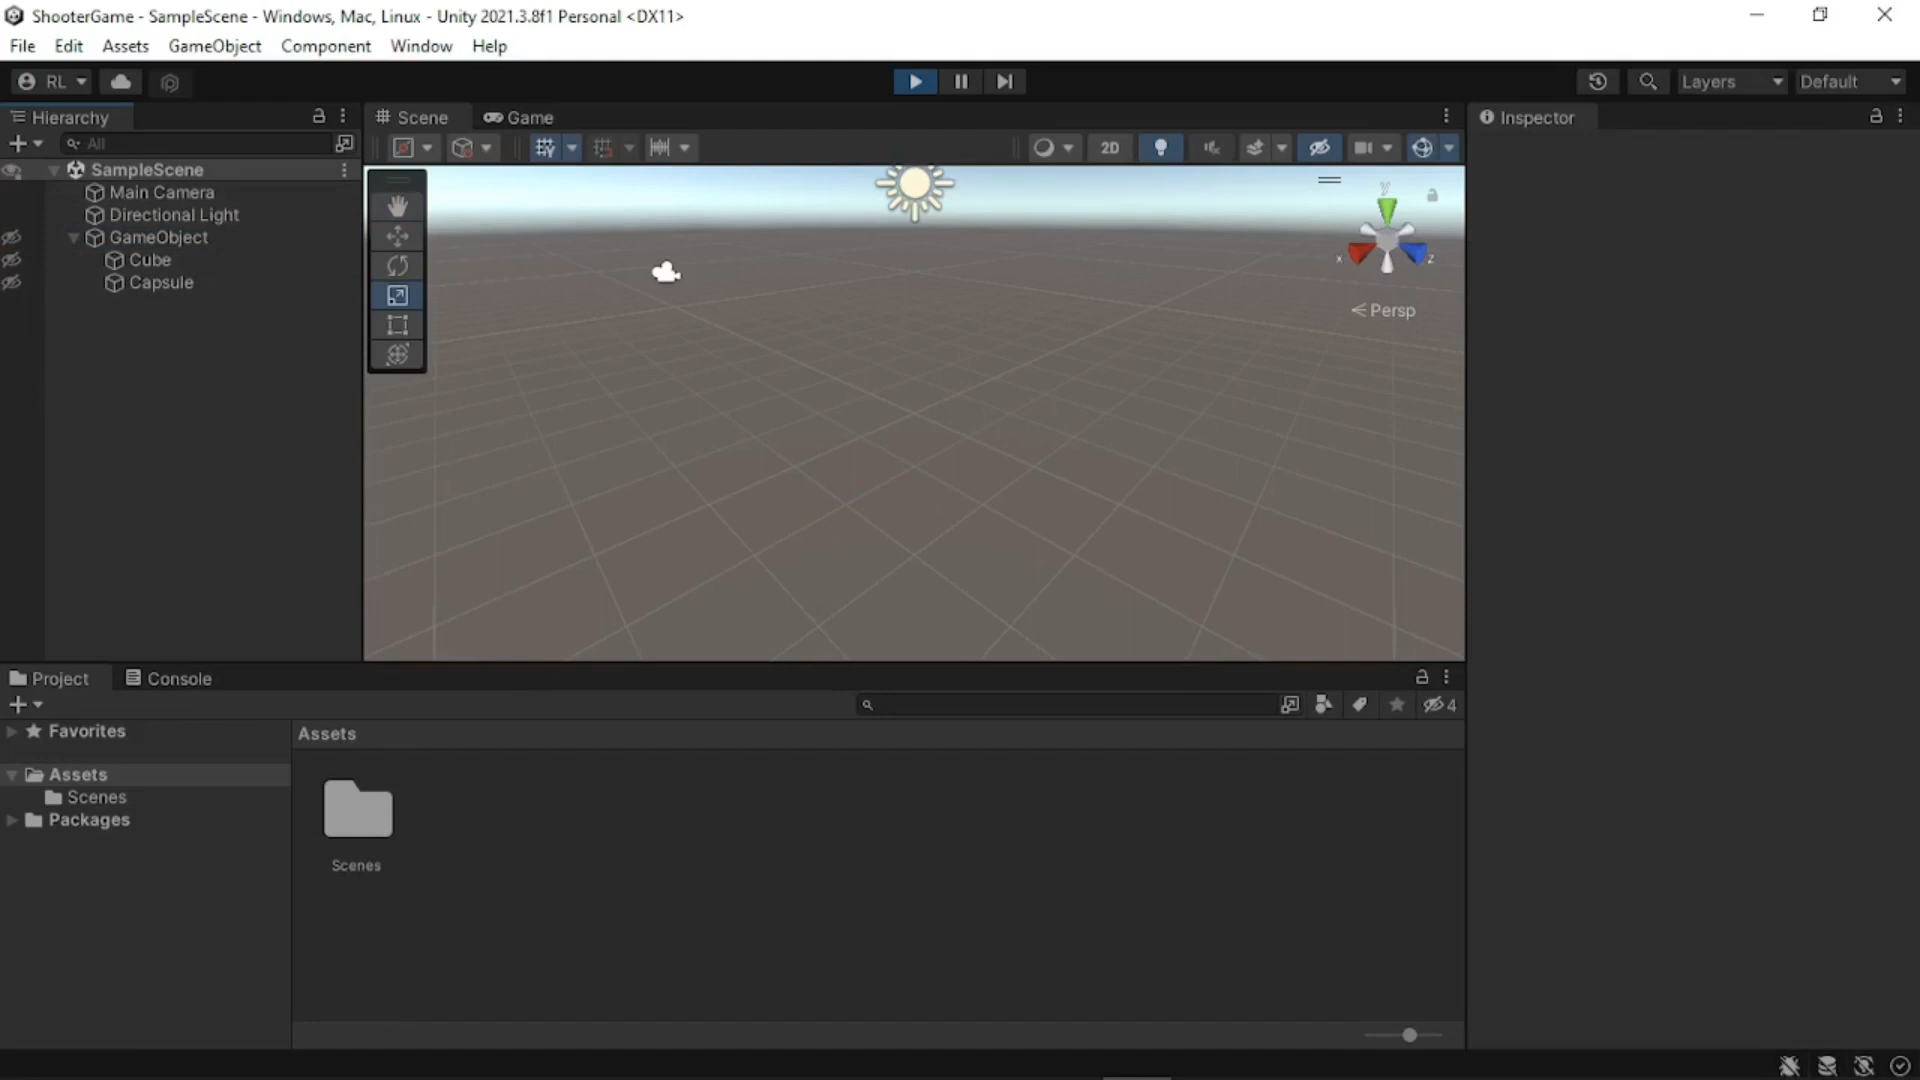 ShooterGame - SampleScene - Windows, Mac, Linux - Unity 2021.3.8f1 Personal <DX11>
File Edit Assets GameObject Component Window Help
RL Layers Default
Hierarchy Scene Game Inspector
All 2D
SampleScene
Main Camera
Directional Light
GameObject
Cube
Capsule
y
x z
Persp
Project Console
4
Favorites Assets
Assets
Scenes
Packages
Scenes